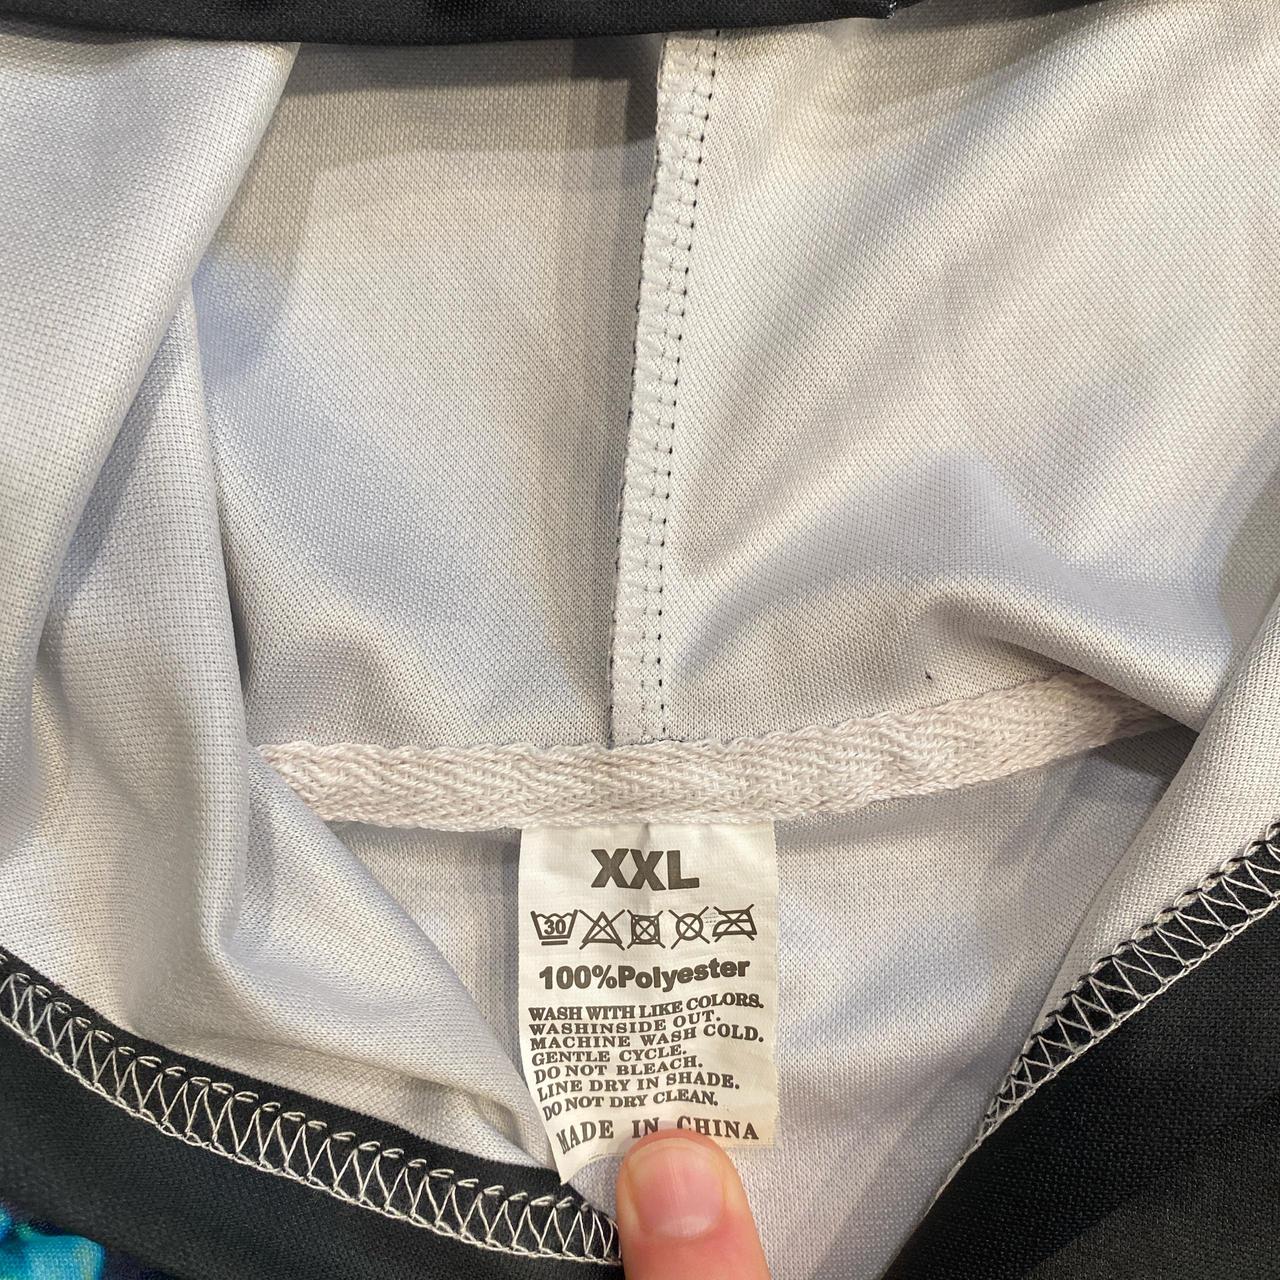 XXL
30
100%Polyester
WASH WITH LIKE COLORS.
WASHINSIDE OUT.
MACHINE WASH COLD.
GENTLE CYCLE.
DO NOT BLEACH.
LINE DRY IN SHADE.
DO NOT DRY CLEAN.
MADE IN CHINA